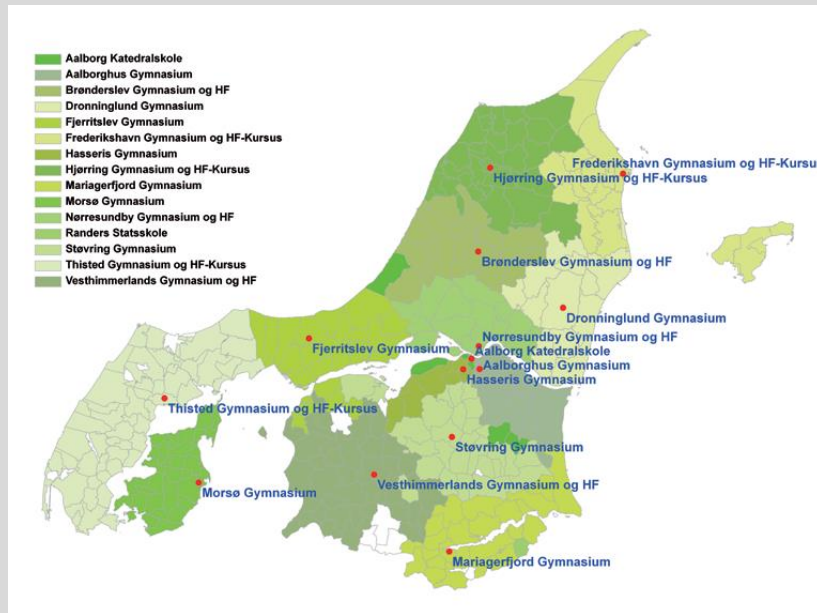 Aalborg Katedralskole
Aalborghus Gymnasium
Brønderslev Gymnasium og HF
Dronninglund Gymnasium
Fjerritslev Gymnasium
Frederikshavn Gymnasium og HF-Kursus
Hasseris Gymnasium
Hjørring Gymnasium og HF-Kursus
Mariagerfjord Gymnasium
Morsø Gymnasium
Nørresundby Gymnasium og HF
Randers Statsskole
Støvring Gymnasium
Thisted Gymnasium og HF-Kursus
Vesthimmerlands Gymnasium og HF
Frederikshavn Gymnasium og HF-Kursu
Hjørring Gymnasium og HF-Kursus
Brønderslev Gymnasium og HF
Dronninglund Gymnasium
Nørresundby Gymnasium og HF
Fjerritslev Gymnasium
Aalborg Katedralskole
Aalborghus Gymnasium
Hasseris Gymnasium
Thisted Gymnasium og HF-Kursus
Støvring Gymnasium
Vesthimmerlands Gymnasium og HF
Morsø Gymnasium
Mariagerfjord Gymnasium